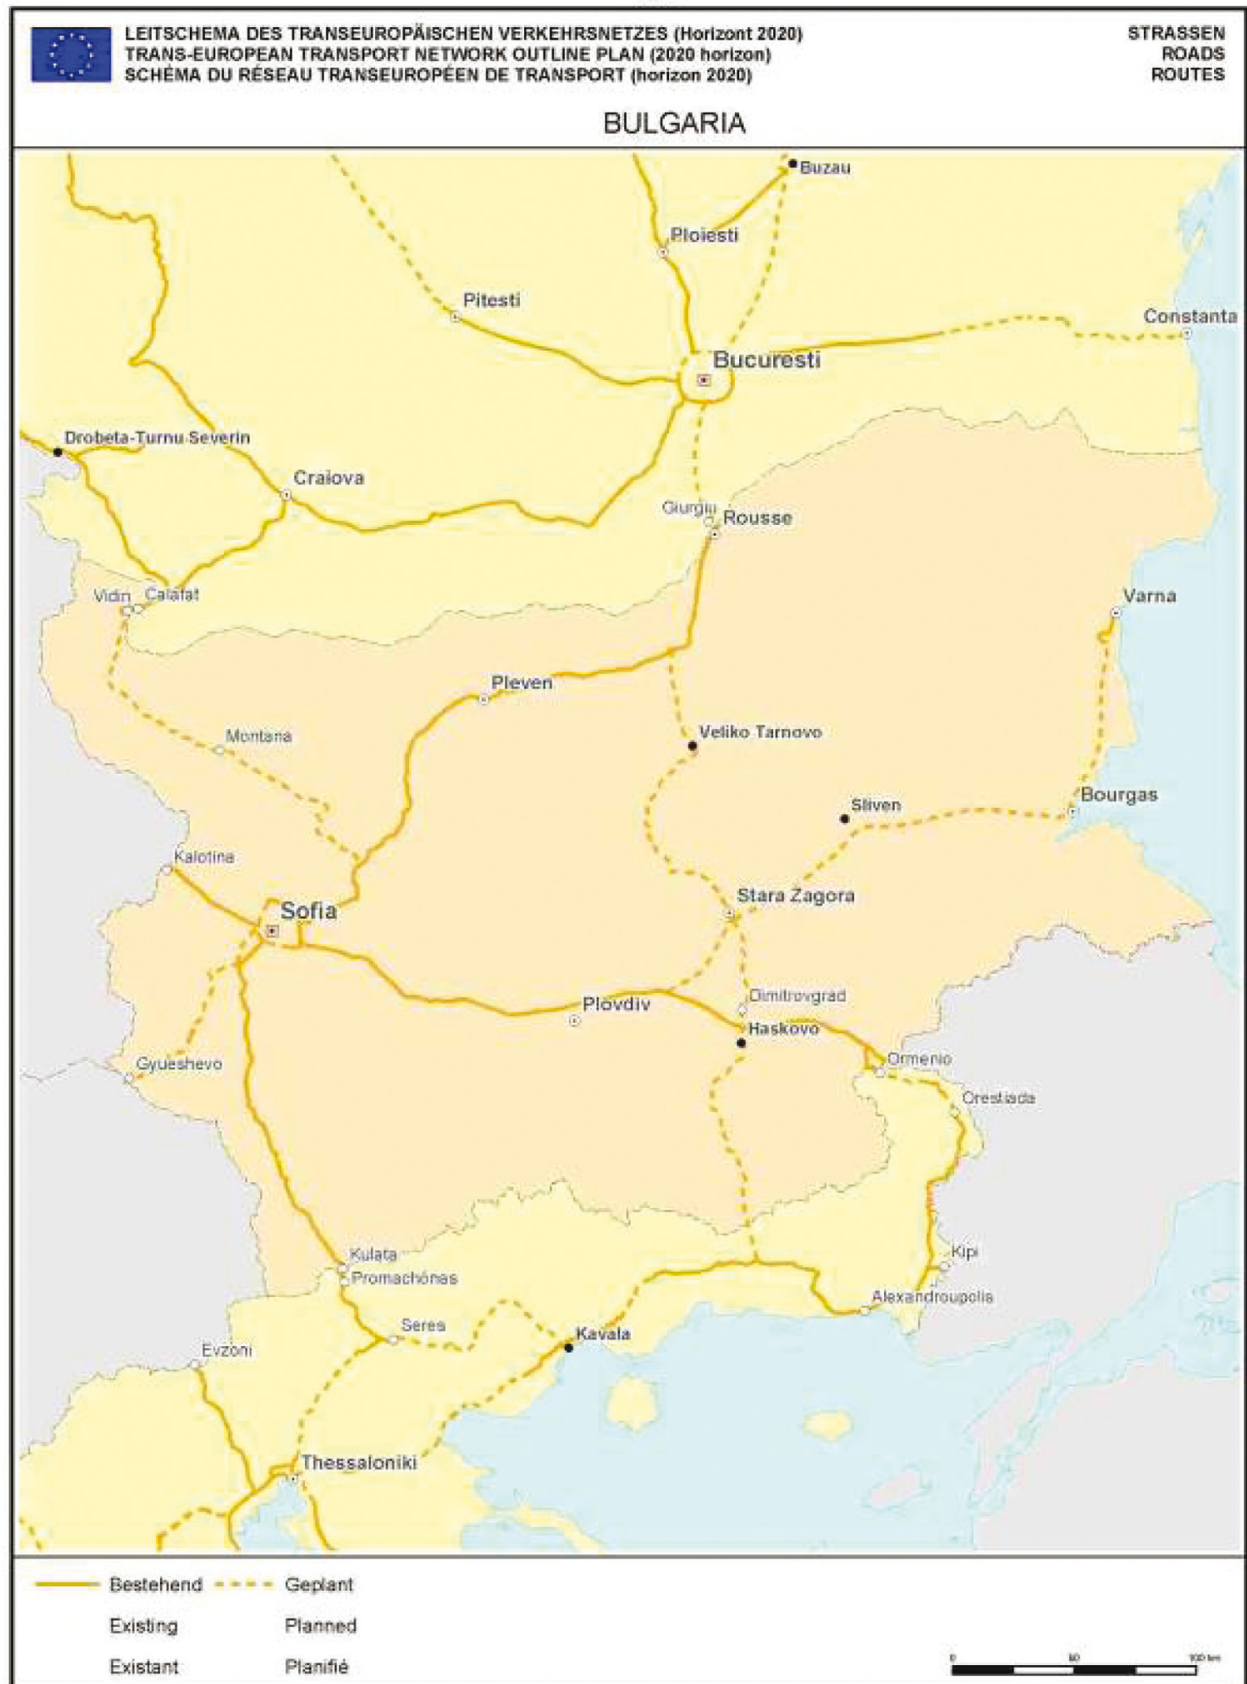 LEITSCHEMA DES TRANSEUROPÄISCHEN VERKEHRSNETZES (Horizont 2020)
TRANS-EUROPEAN TRANSPORT NETWORK OUTLINE PLAN (2020 horizon)
SCHÉMA DU RÉSEAU TRANSEUROPÉEN DE TRANSPORT (horizon 2020)
STRASSEN
ROADS
ROUTES
BULGARIA
Buzau
Ploiesti
Pitesti
Constanta
Bucuresti
Drobeta-Turnu Severin
Craiova
Giurgiu
Rousse
Vidin
Calafat
Varna
Pleven
Montana
Veliko Tarnovo
Bourgas
Sliven
Kalotina
Stara Zagora
Sofia
Dimitrovgrad
Plovdiv
Haskovo
Gyueshevo
Ormenio
Orestiada
Kulata
Promachónas
Kipi
Alexandroupolis
Seres
Kavala
Evzoni
Thessaloniki
Bestehend
Geplant
Existing
Planned
Existant
Planifié
0 50 100 km